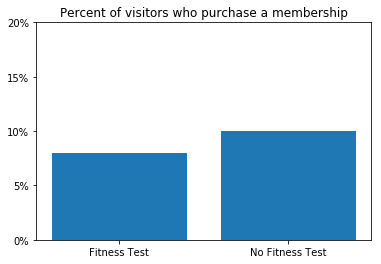 Percent of visitors who purchase a membership
20%
15%
10%
5%
0%
Fitness Test
No Fitness Test